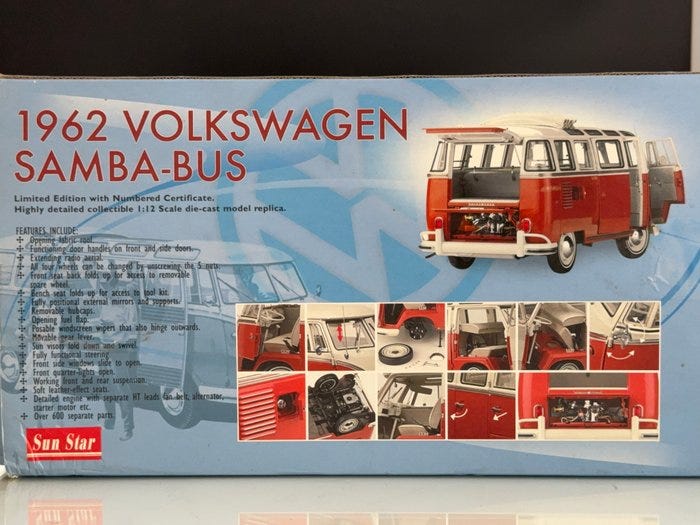 1962 VOLKSWAGEN
SAMBA-BUS
Limited Edition with Numbered Certificate.
Highly detailed collectible 1:12 Scale die-cast model replica.
FEATURES INCLUDE:
Opening fabric roof.
Functioning door handles on front and side doors.
Extending radio aerial.
All four wheels can be changed by unscrewing the 5 nuts.
Front seat back folds up for access to removable
spare wheel.
Bench seat folds up for access to tool kit.
Fully positional external mirrors and supports.
Removable hubcaps.
Opening fuel flap.
Posable windscreen wipers that also hinge outwards.
Movable gear lever.
Sun visors fold down and swivel.
Fully functional steering.
Front side windows slide to open.
Front quarter-lights open.
Working front and rear suspension.
Soft leather-effect seats.
Detailed engine with separate HT leads fan belt, alternator,
starter motor etc.
Over 600 separate parts.
Sun Star